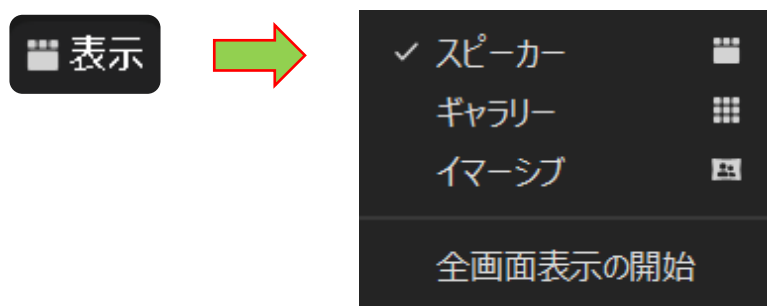 表示
スピーカー
ギャラリー
イマーシブ
全画面表示の開始